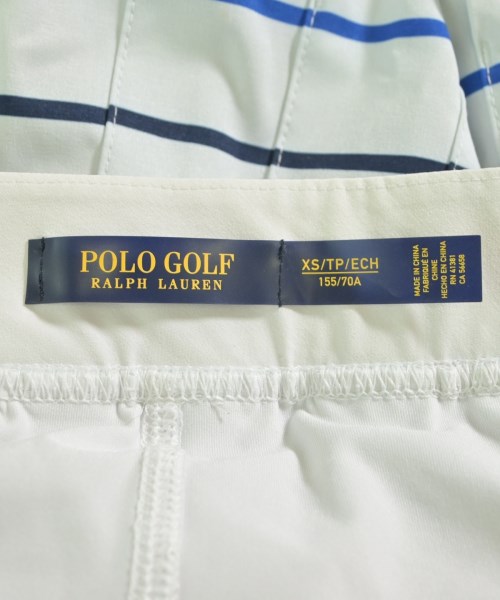 POLO GOLF
RALPH LAUREN
XS/TP/ECH
155/70A
MADE IN CHINA
FABRIQUÉ EN
CHINE
HECHO EN CHINA
RN 41381
CA 56458